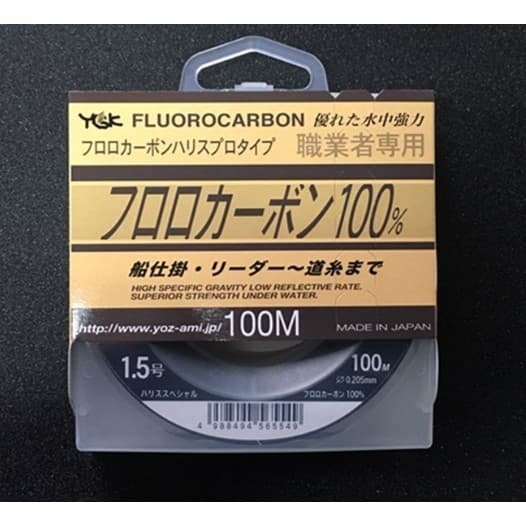 YGK FLUOROCARBON 優れた水中強力
フロロカーボンハリスプロタイプ 職業者専用
フロロカーボン100%
船仕掛・リーダー〜道糸まで
HIGH SPECIFIC GRAVITY LOW REFLECTIVE RATE.
SUPERIOR STRENGTH UNDER WATER.
http://www.yoz-ami.jp/ 100M MADE IN JAPAN
1.5号 100M
0.205mm
ハリススペシャル フロロカーボン 100%
4 988494 565549